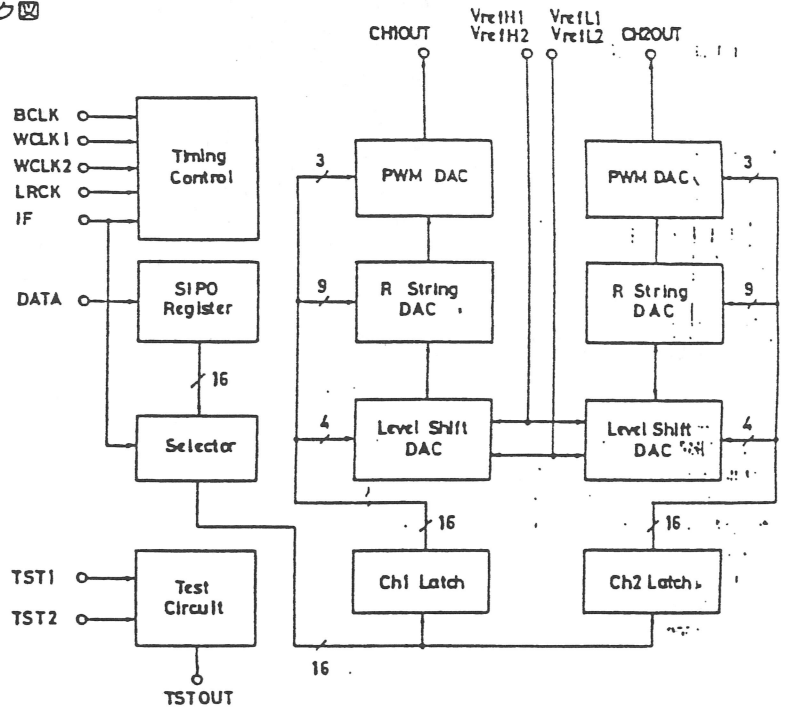 ク図
CH1OUT
VrefH1
VrefH2
VrefL1
VrefL2
CH2OUT
BCLK
WCLK1
WCLK2
LRCK
IF
Timing
Control
3
PWM DAC
PWM DAC
3
DATA
SIPO
Register
9
R String
DAC
R String
DAC
9
16
Selector
4
Level Shift
DAC
Level Shift
DAC
4
16
16
TST1
TST2
Test
Circuit
Ch1 Latch
Ch2 Latch
16
TSTOUT